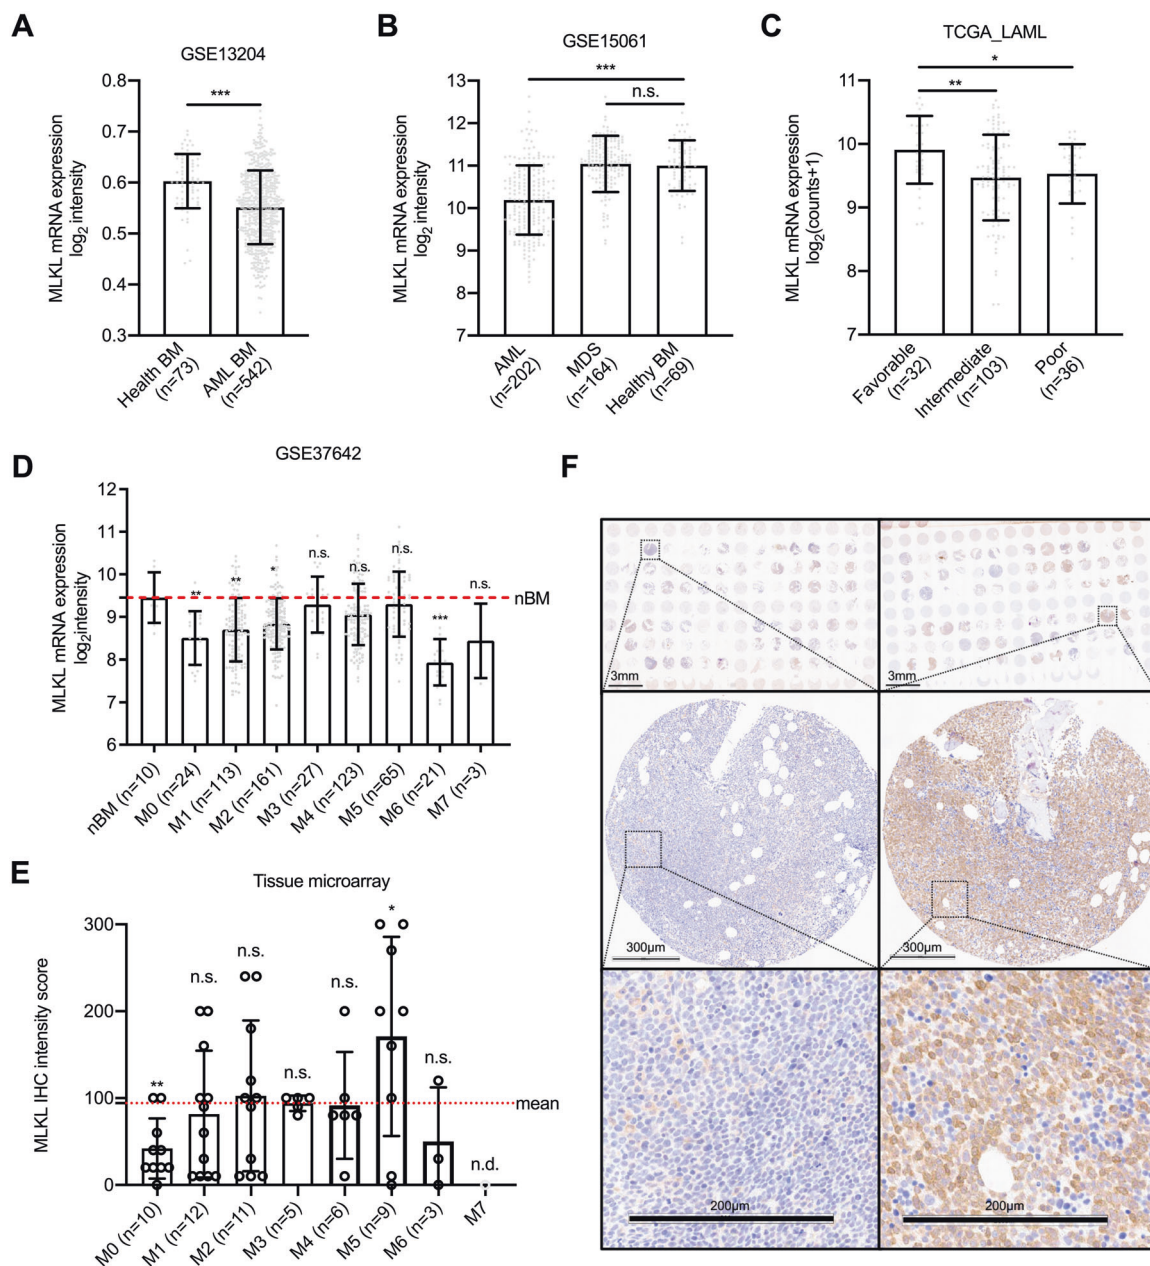 A
GSE13204
MLKL mRNA expression
log2 intensity
0.8
0.7
0.6
0.5
0.4
0.3
***
Health BM
(n=73)
AML BM
(n=542)
B
GSE15061
MLKL mRNA expression
log2 intensity
13
12
11
10
9
8
7
***
n.s.
AML
(n=202)
MDS
(n=164)
Healthy BM
(n=69)
C
TCGA_LAML
MLKL mRNA expression
log2(counts+1)
11
10
9
8
7
*
**
Favorable
(n=32)
Intermediate
(n=103)
Poor
(n=36)
D
GSE37642
MLKL mRNA expression
log2intensity
12
11
10
9
8
7
6
**
**
*
n.s.
n.s.
n.s.
***
n.s.
nBM
nBM (n=10)
M0 (n=24)
M1 (n=113)
M2 (n=161)
M3 (n=27)
M4 (n=123)
M5 (n=65)
M6 (n=21)
M7 (n=3)
E
Tissue microarray
MLKL IHC intensity score
300
200
100
0
**
n.s.
n.s.
n.s.
n.s.
*
n.s.
n.d.
mean
M0 (n=10)
M1 (n=12)
M2 (n=11)
M3 (n=5)
M4 (n=6)
M5 (n=9)
M6 (n=3)
M7
F
3mm
3mm
300µm
300µm
200µm
200µm